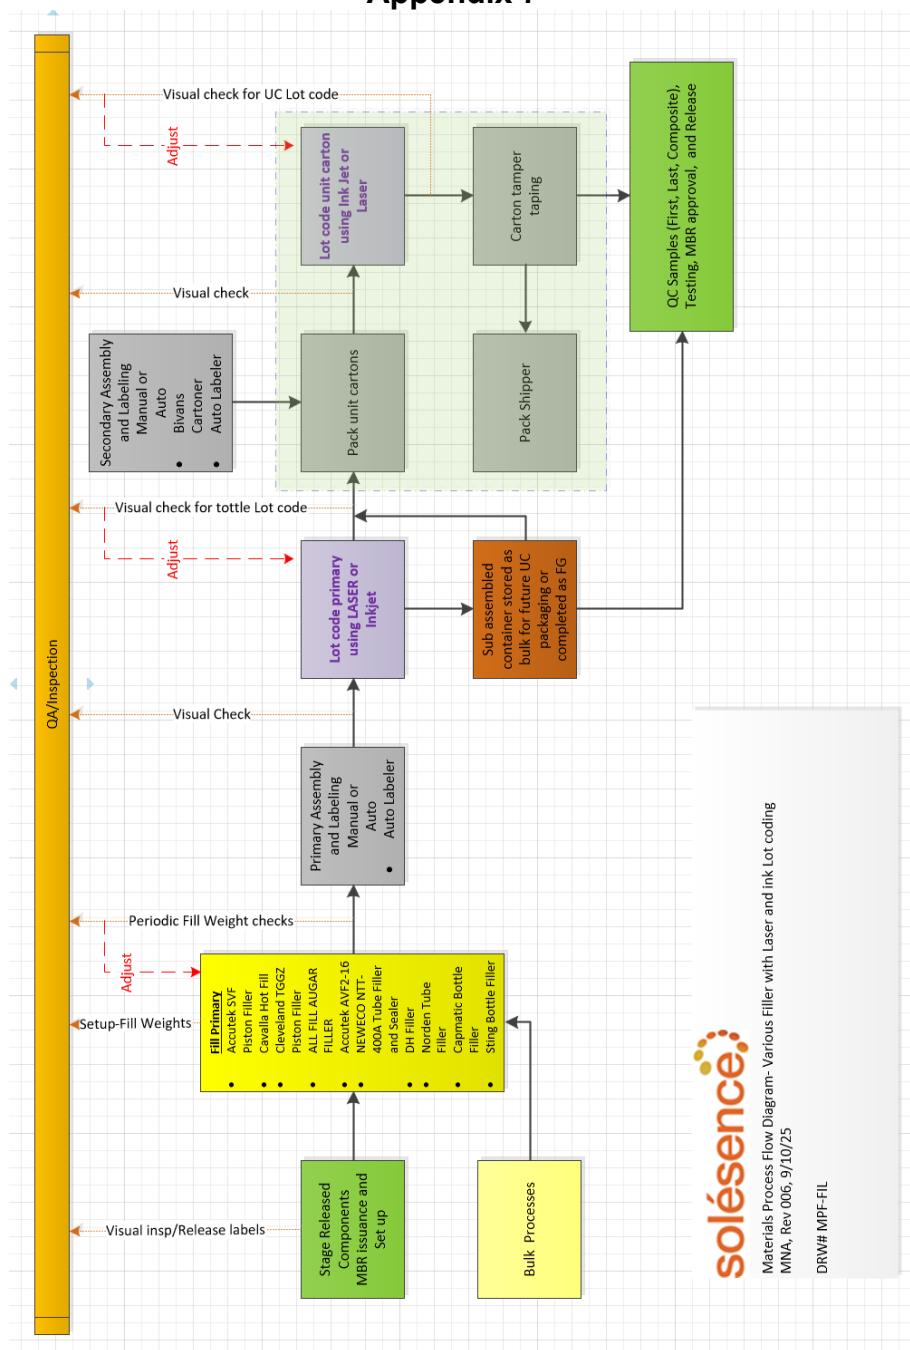 QA/Inspection
Visual insp/Release labels
Setup-Fill Weights
Periodic Fill Weight checks
Adjust
Visual Check
Visual check for tottle Lot code
Adjust
Visual check
Visual check for UC Lot code
Adjust
Stage Released
Components
MBR issuance and
Set up
Bulk Processes
Fill Primary
• Accutek SVF
Piston Filler
• Cavalla Hot Fill
• Cleveland TGGZ
Piston Filler
• ALL FILL AUGAR
FILLER
• Accutek AVF2-16
• NEWECO NTT-
400A Tube Filler
and Sealer
• DH Filler
• Norden Tube
Filler
• Capmatic Bottle
Filler
• Sting Bottle Filler
Primary Assembly
and Labeling
Manual or
Auto
• Auto Labeler
Lot code primary
using LASER or
Inkjet
Sub assembled
container stored as
bulk for future UC
packaging or
completed as FG
Secondary Assembly
and Labeling
Manual or
Auto
• Bivans
Cartoner
• Auto Labeler
Pack unit cartons
Lot code unit carton
using Ink Jet or
Laser
Carton tamper
taping
Pack Shipper
QC Samples (First, Last, Composite),
Testing, MBR approval, and Release
solésence
Materials Process Flow Diagram- Various Filler with Laser and ink Lot coding
MNA, Rev 006, 9/10/25
DRW# MPF-FIL